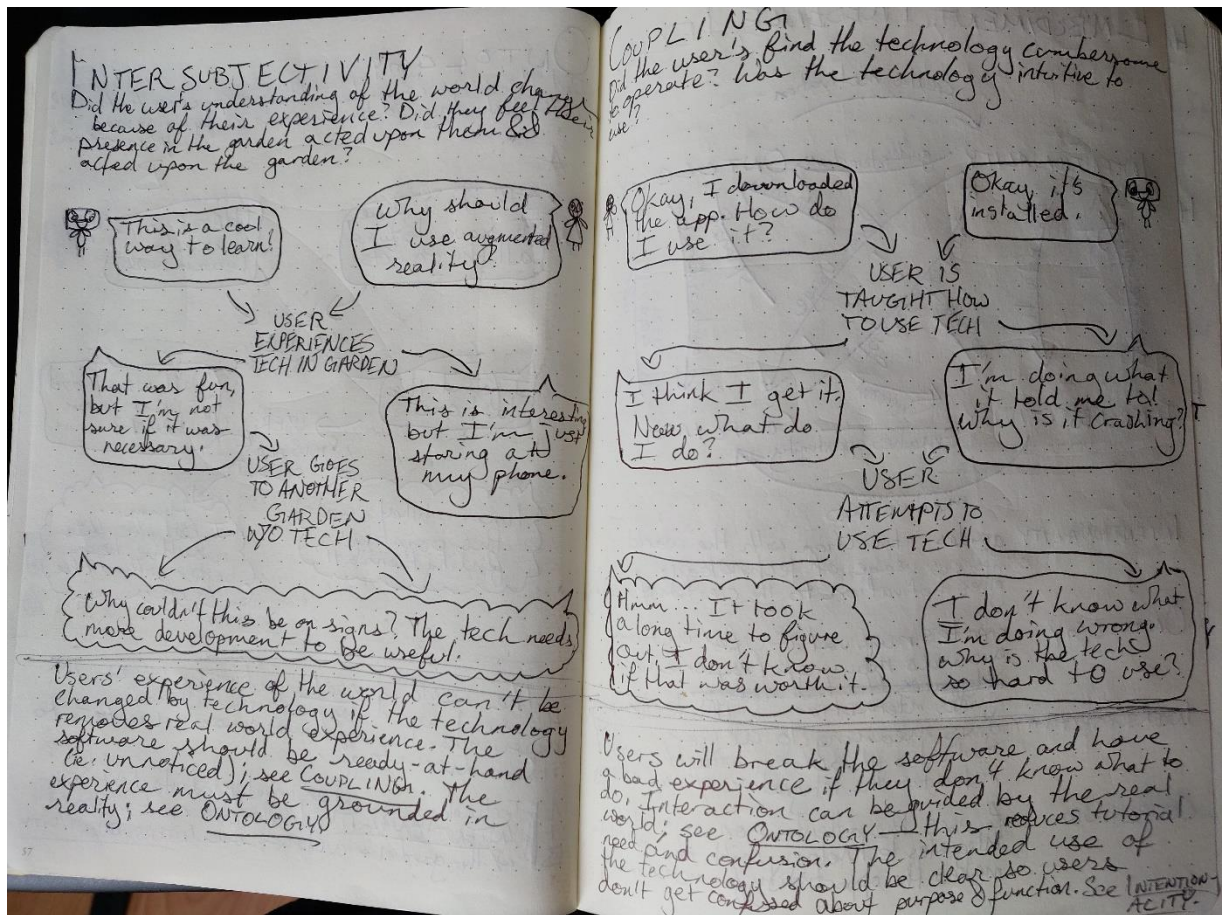 INTERSUBJECTIVITY
Did the user's understanding of the world change
because of their experience? Did they feel their
presence in the garden acted upon them &
acted upon the garden?
This is a cool
way to learn!
Why should
I use augmented
reality?
USER
EXPERIENCES
TECH IN GARDEN
That was fun,
but I'm not
sure if it was
necessary.
This is interesting
but I'm just
staring at
my phone.
USER GOES
TO ANOTHER
GARDEN
W/O TECH
Why couldn't this be on signs? The tech needs
more development to be useful.
Users' experience of the world can't be
changed by technology if the technology
removes real world experience. The
software should be ready-at-hand
(ie. unnoticed); see COUPLING. The
experience must be grounded in
reality; see ONTOLOGY.
57
COUPLING
Did the user's find the technology cumbersome
to operate? Was the technology intuitive to
use?
Okay, I downloaded
the app. How do
I use it?
Okay, it's
installed.
USER IS
TAUGHT HOW
TO USE TECH
I think I get it.
Now what do
I do?
I'm doing what
it told me to!
Why is it crashing?
USER
ATTEMPTS TO
USE TECH
Hmm... It took
a long time to figure
out. I don't know
if that was worth it.
I don't know what
I'm doing wrong.
Why is the tech
so hard to use?
Users will break the software and have
a bad experience if they don't know what to
do. Interaction can be guided by the real
world; see ONTOLOGY—this reduces tutorial
need and confusion. The intended use of
the technology should be clear so users
don't get confused about purpose & function. See INTENTION-
ALITY.